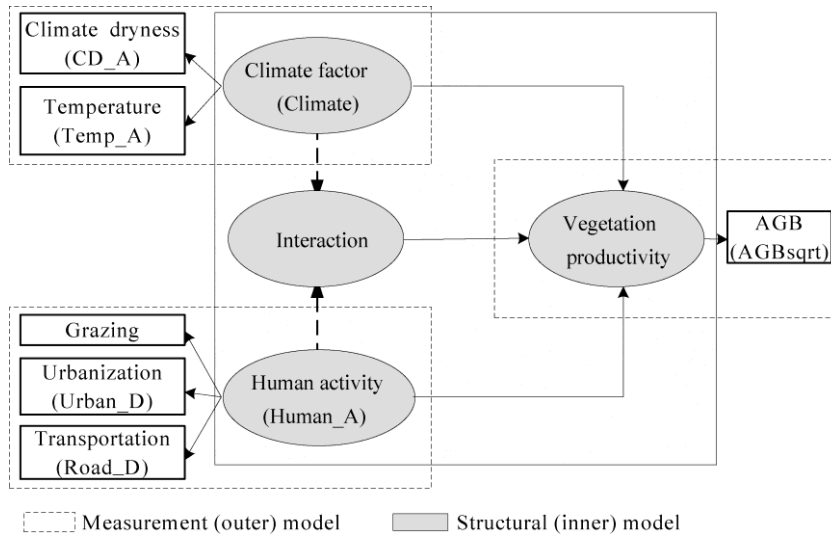 Climate dryness
(CD_A)
Temperature
(Temp_A)
Climate factor
(Climate)
Interaction
Vegetation
productivity
AGB
(AGBsqrt)
Grazing
Urbanization
(Urban_D)
Transportation
(Road_D)
Human activity
(Human_A)
Measurement (outer) model
Structural (inner) model